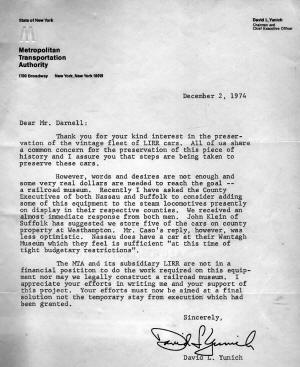 State of New York
David L. Yunich
Chairman and
Chief Executive Officer
Metropolitan
Transportation
Authority
1700 Broadway New York, New York 10019
December 2, 1974
Dear Mr. Darnell:
Thank you for your kind interest in the preser-
vation of the vintage fleet of LIRR cars. All of us share
a common concern for the preservation of this piece of
history and I assure you that steps are being taken to
preserve these cars.
However, words and desires are not enough and
some very real dollars are needed to reach the goal --
a railroad museum. Recently I have asked the County
Executives of both Nassau and Suffolk to consider adding
some of this equipment to the steam locomotives presently
on display in their respective counties. We received an
almost immediate response from both men. John Klein of
Suffolk has suggested we store five of the cars on county
property at Westhampton. Mr. Caso's reply, however, was
less optimistic. Nassau does have a car at their Wantagh
Museum which they feel is sufficient "at this time of
tight budgetary restrictions".
The MTA and its subsidiary LIRR are not in a
financial position to do the work required on this equip-
ment nor may we legally construct a railroad museum. I
appreciate your efforts in writing me and your support of
this project. Your efforts must now be aimed at a final
solution not the temporary stay from execution which had
been granted.
Sincerely,
David L Yunich
David L. Yunich